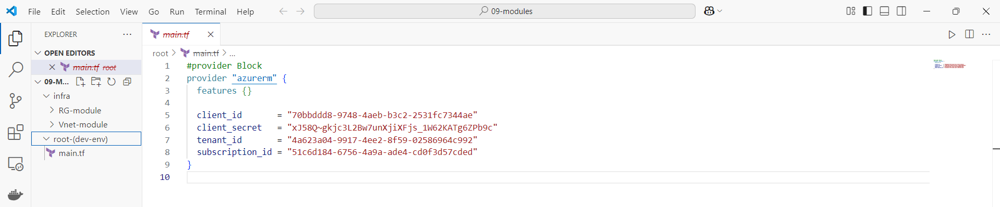 File Edit Selection View Go Run Terminal Help
09-modules
EXPLORER
main.tf
OPEN EDITORS
main.tf root
09-M...
infra
RG-module
Vnet-module
root-(dev-env)
main.tf
root > main.tf > ...
1 #provider Block
2 provider "azurerm" {
3 features {}
4
5 client_id = "70bbddd8-9748-4aeb-b3c2-2531fc7344ae"
6 client_secret = "xJ58Q~gkjc3L2Bw7unXjiXFjs_1W62KATg6ZPb9c"
7 tenant_id = "4a623a04-9917-4ee2-8f59-02586964c992"
8 subscription_id = "51c6d184-6756-4a9a-ade4-cd0f3d57cded"
9 }
10